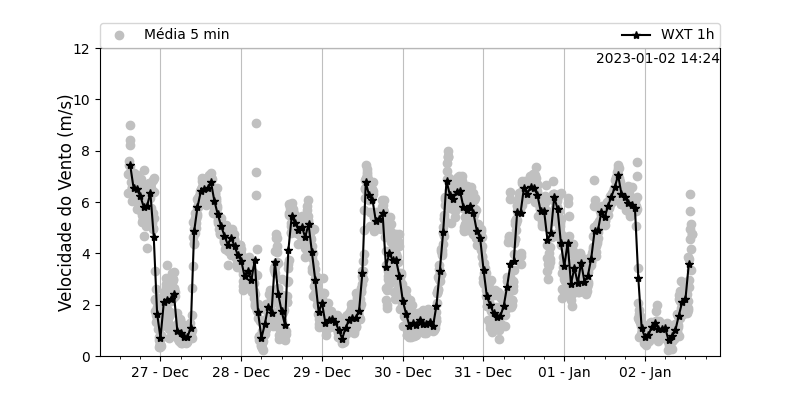 Média 5 min
WXT 1h
2023-01-02 14:24
Velocidade do Vento (m/s)
12
10
8
6
4
2
0
27 - Dec 28 - Dec 29 - Dec 30 - Dec 31 - Dec 01 - Jan 02 - Jan